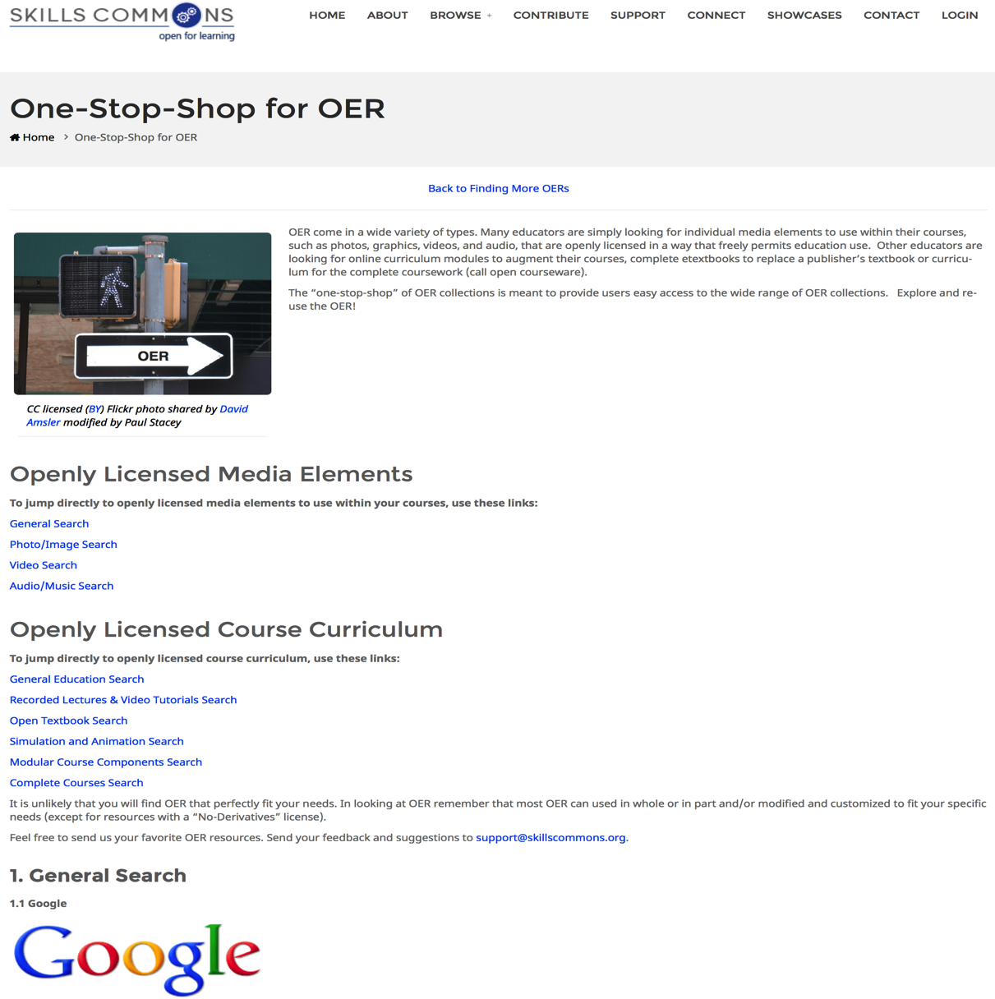 SKILLS COMMONS
open for learning
HOME ABOUT BROWSE + CONTRIBUTE SUPPORT CONNECT SHOWCASES CONTACT LOGIN
One-Stop-Shop for OER
Home > One-Stop-Shop for OER
Back to Finding More OERs
OER come in a wide variety of types. Many educators are simply looking for individual media elements to use within their courses,
such as photos, graphics, videos, and audio, that are openly licensed in a way that freely permits education use.  Other educators are
looking for online curriculum modules to augment their courses, complete etextbooks to replace a publisher’s textbook or curricu-
lum for the complete coursework (call open courseware).
The “one-stop-shop” of OER collections is meant to provide users easy access to the wide range of OER collections.   Explore and re-
use the OER!
OER
CC licensed (BY) Flickr photo shared by David
Amsler modified by Paul Stacey
Openly Licensed Media Elements
To jump directly to openly licensed media elements to use within your courses, use these links:
General Search
Photo/Image Search
Video Search
Audio/Music Search
Openly Licensed Course Curriculum
To jump directly to openly licensed course curriculum, use these links:
General Education Search
Recorded Lectures & Video Tutorials Search
Open Textbook Search
Simulation and Animation Search
Modular Course Components Search
Complete Courses Search
It is unlikely that you will find OER that perfectly fit your needs. In looking at OER remember that most OER can used in whole or in part and/or modified and customized to fit your specific
needs (except for resources with a “No-Derivatives” license).
Feel free to send us your favorite OER resources. Send your feedback and suggestions to support@skillscommons.org.
1. General Search
1.1 Google
Google